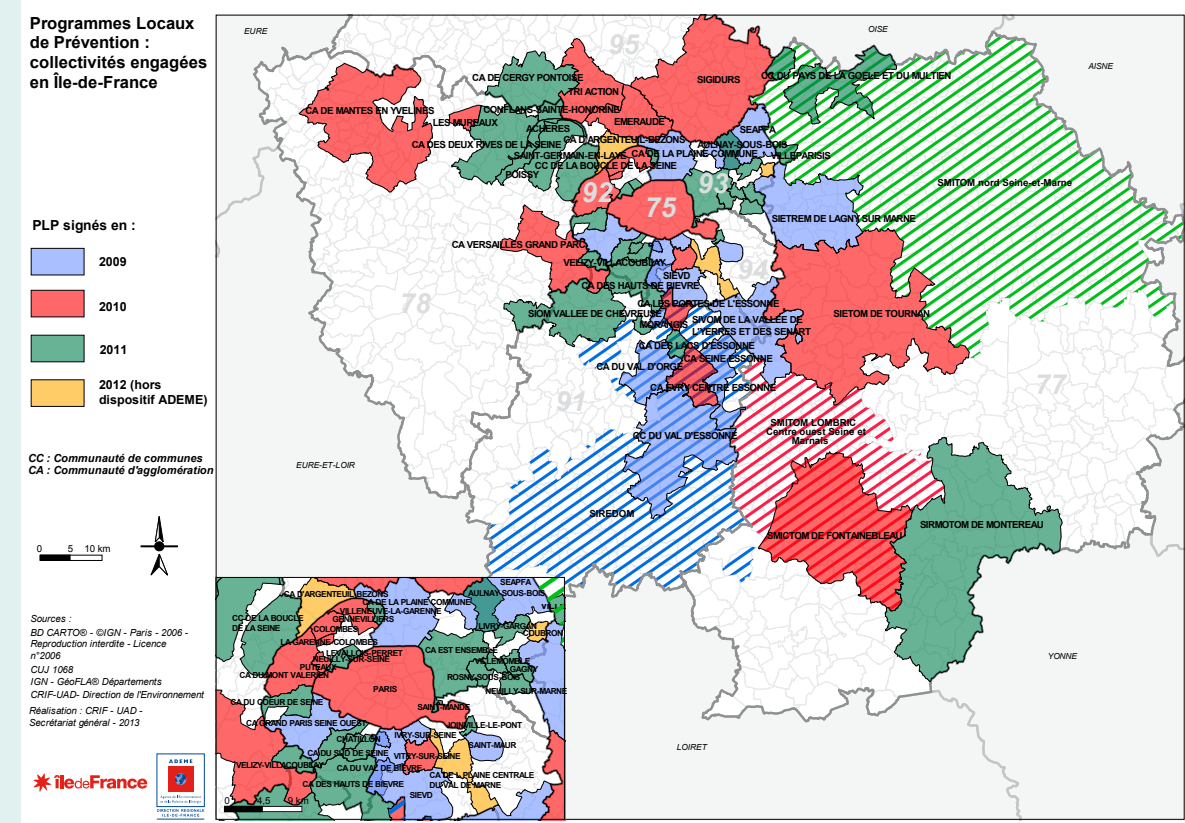 Programmes Locaux
de Prévention :
collectivités engagées
en Île-de-France
PLP signés en :
2009
2010
2011
2012 (hors
dispositif ADEME)
CC : Communauté de communes
CA : Communauté d'agglomération
0 5 10 km
Sources :
BD CARTO® - ©IGN - Paris - 2006 -
Reproduction interdite - Licence
n°2006
CUJ 1068
IGN - GéoFLA® Départements
CRIF-UAD- Direction de l'Environnement
Réalisation : CRIF - UAD -
Secrétariat général - 2013
îledeFrance
ADEME
DIRECTION RÉGIONALE
ILE-DE-FRANCE
EURE
OISE
AISNE
EURE-ET-LOIR
LOIRET
YONNE
95
92
93
75
94
78
91
77
CA DE CERGY PONTOISE
TRI ACTION
SIGIDURS
CC DU PAYS DE LA GOELE ET DU MULTIEN
CA DE MANTES EN YVELINES
CONFLANS-SAINTE-HONORINE
LES MUREAUX
EMERAUDE
ACHERES
SEAPFA
CA D'ARGENTEUIL-BEZONS
CA DES DEUX RIVES DE LA SEINE
AULNAY-SOUS-BOIS
SAINT-GERMAIN-EN-LAYE
CA DE LA PLAINE COMMUNE
VILLEPARISIS
CC DE LA BOUCLE DE LA SEINE
POISSY
SMITOM nord Seine-et-Marne
SIETREM DE LAGNY SUR MARNE
CA VERSAILLES GRAND PARC
VELIZY-VILLACOUBLAY
SIEVD
CA DES HAUTS DE BIEVRE
CA LES PORTES DE L'ESSONNE
SIOM VALLEE DE CHEVREUSE
MORANGIS
SIVOM DE LA VALLEE DE
L'YERRES ET DES SENART
SIETOM DE TOURNAN
CA DES LACS D'ESSONNE
CA SEINE ESSONNE
CA DU VAL D'ORGE
CA EVRY CENTRE ESSONNE
CC DU VAL D'ESSONNE
SMITOM LOMBRIC
Centre ouest Seine et
Marnais
SIREDOM
SMICTOM DE FONTAINEBLEAU
SIRMOTOM DE MONTEREAU
SEAPFA
CA D'ARGENTEUIL-BEZONS
AULNAY-SOUS-BOIS
CA DE LA PLAINE COMMUNE
VILLENEUVE-LA-GARENNE
GENNEVILLIERS
CC DE LA BOUCLE
DE LA SEINE
COLOMBES
LIVRY-GARGAN
COUBRON
LA GARENNE-COLOMBES
LEVALLOIS-PERRET
CA EST ENSEMBLE
NEUILLY-SUR-SEINE
VILLEMOMBLE
PUTEAUX
GAGNY
CA DU MONT VALERIEN
ROSNY-SOUS-BOIS
PARIS
NEUILLY-SUR-MARNE
CA DU COEUR DE SEINE
SAINT-MANDE
CA GRAND PARIS SEINE OUEST
JOINVILLE-LE-PONT
IVRY-SUR-SEINE
CHATILLON
SAINT-MAUR
CA DU SUD DE SEINE
VITRY-SUR-SEINE
VELIZY-VILLACOUBLAY
CA DU VAL DE BIEVRE
CA DE L PLAINE CENTRALE
DU VAL DE MARNE
CA DES HAUTS DE BIEVRE
SIEVD
0 4,5 9 km